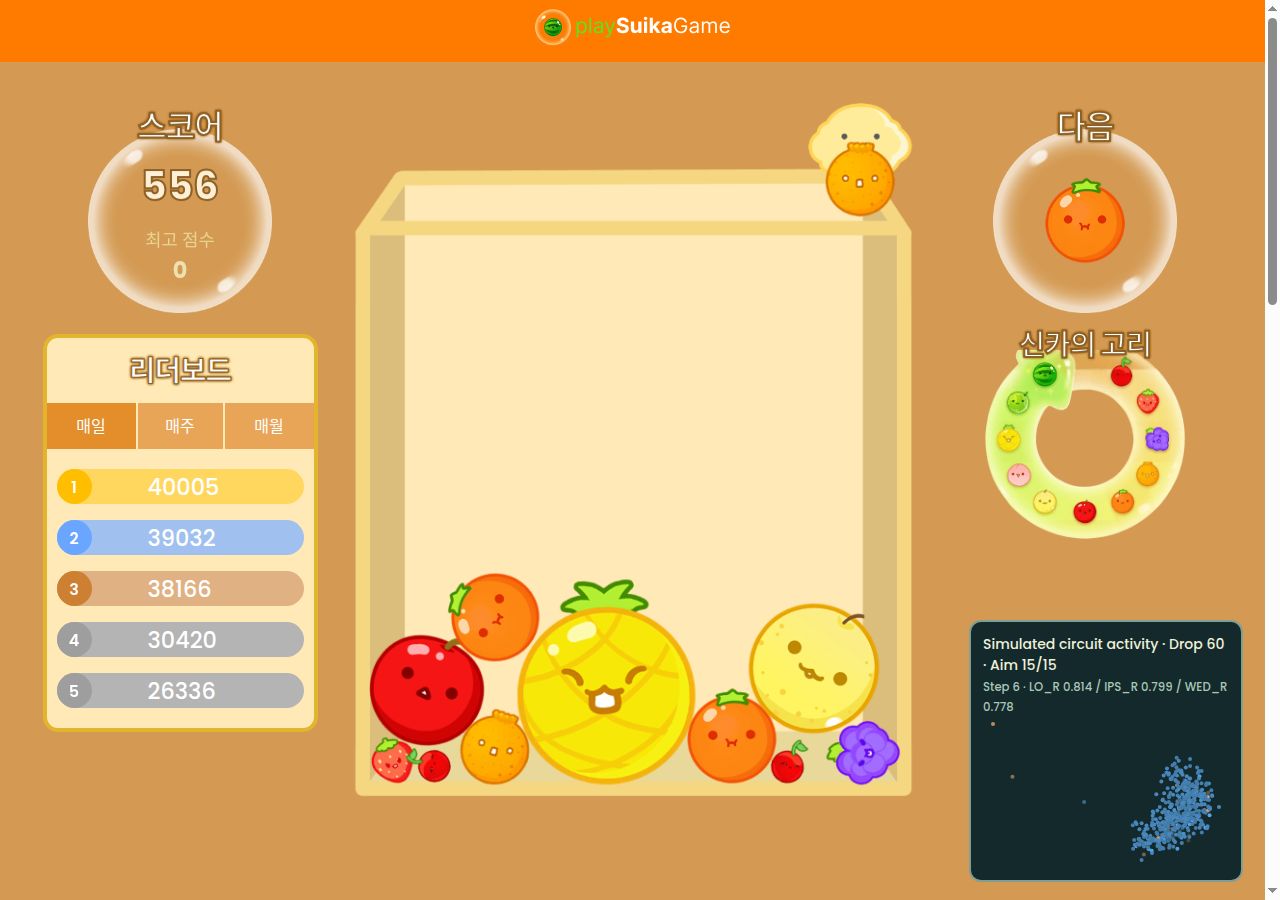 playSuikaGame
스코어
556
최고 점수
0
리더보드
매일 매주 매월
1 40005
2 39032
3 38166
4 30420
5 26336
다음
신카의 고리
Simulated circuit activity · Drop 60
· Aim 15/15
Step 6 · LO_R 0.814 / IPS_R 0.799 / WED_R
0.778